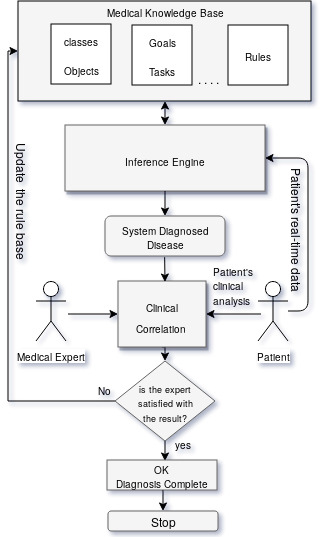 Medical Knowledge Base
classes
Objects
Goals
Tasks
. . . .
Rules
Inference Engine
Update the rule base
Patient's real-time data
System Diagnosed
Disease
Patient's
clinical
analysis
Clinical
Correlation
Medical Expert
Patient
is the expert
satisfied with
the result?
No
yes
OK
Diagnosis Complete
Stop